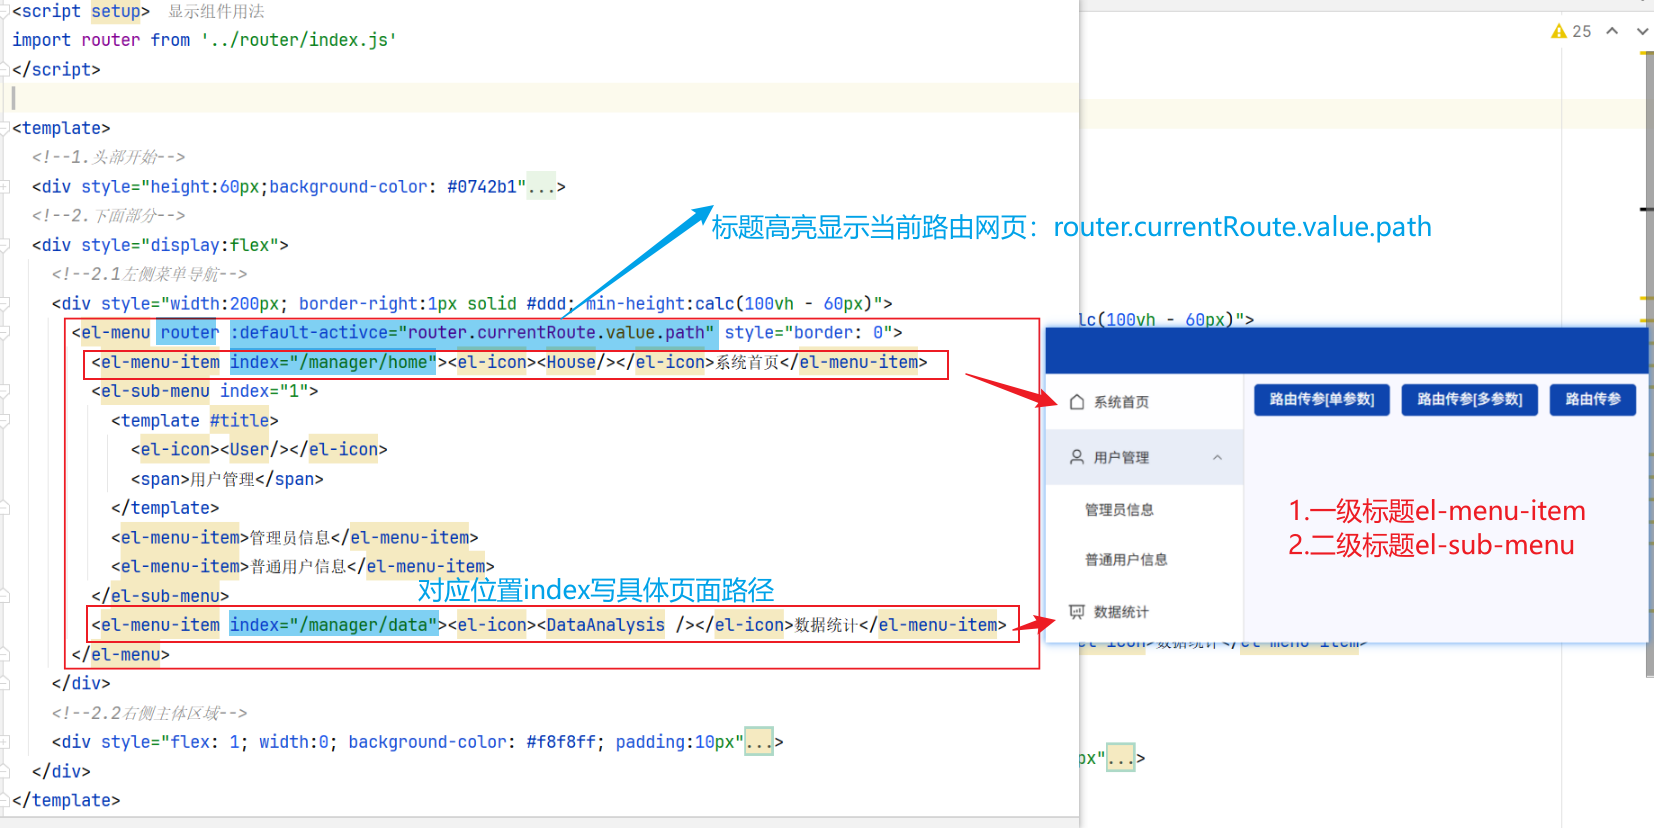 <script setup>  显示组件用法
import router from '../router/index.js'
</script>
<template>
<!--1.头部开始-->
<div style="height:60px;background-color: #0742b1"...>
<!--2.下面部分-->
标题高亮显示当前路由网页：router.currentRoute.value.path
<div style="display:flex">
<!--2.1左侧菜单导航-->
<div style="width:200px; border-right:1px solid #ddd; min-height:calc(100vh - 60px)">
<el-menu router :default-activce="router.currentRoute.value.path" style="border: 0">
<el-menu-item index="/manager/home"><el-icon><House/></el-icon>系统首页</el-menu-item>
<el-sub-menu index="1">
<template #title>
<el-icon><User/></el-icon>
<span>用户管理</span>
</template>
<el-menu-item>管理员信息</el-menu-item>
<el-menu-item>普通用户信息</el-menu-item>
</el-sub-menu>
对应位置index写具体页面路径
<el-menu-item index="/manager/data"><el-icon><DataAnalysis /></el-icon>数据统计</el-menu-item>
</el-menu>
</div>
<!--2.2右侧主体区域-->
<div style="flex: 1; width:0; background-color: #f8f8ff; padding:10px"...>
</div>
</template>
25
lc(100vh - 60px)">
系统首页
路由传参[单参数]
路由传参[多参数]
路由传参
用户管理
管理员信息
普通用户信息
数据统计
1.一级标题el-menu-item
2.二级标题el-sub-menu
el-icon>数据统计</el-menu-item>
px"...>